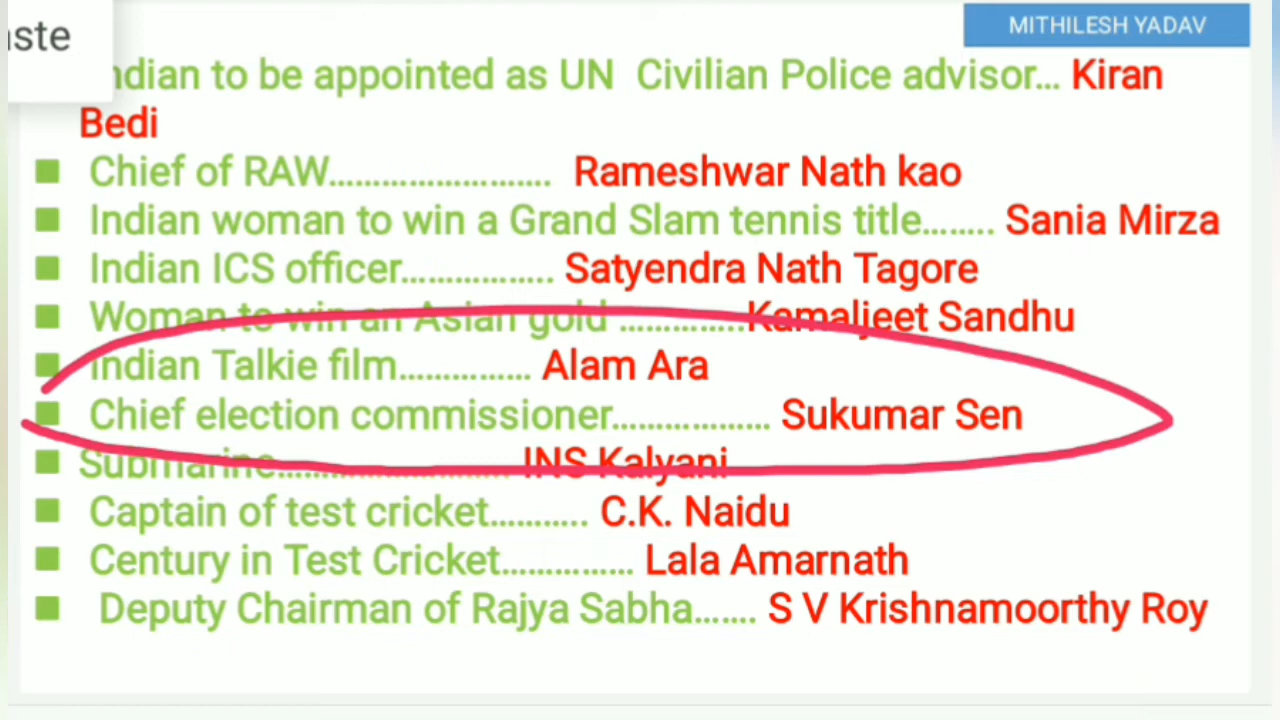 aste
MITHILESH YADAV
ndian to be appointed as UN Civilian Police advisor... Kiran
Bedi
Chief of RAW.......................... Rameshwar Nath kao
Indian woman to win a Grand Slam tennis title........ Sania Mirza
Indian ICS officer.................. Satyendra Nath Tagore
Woman to win an Asian gold ...............Kamaljeet Sandhu
Indian Talkie film............... Alam Ara
Chief election commissioner.................. Sukumar Sen
Submarine........................... INS Kalvani
Captain of test cricket........... C.K. Naidu
Century in Test Cricket............... Lala Amarnath
Deputy Chairman of Rajya Sabha....... S V Krishnamoorthy Roy